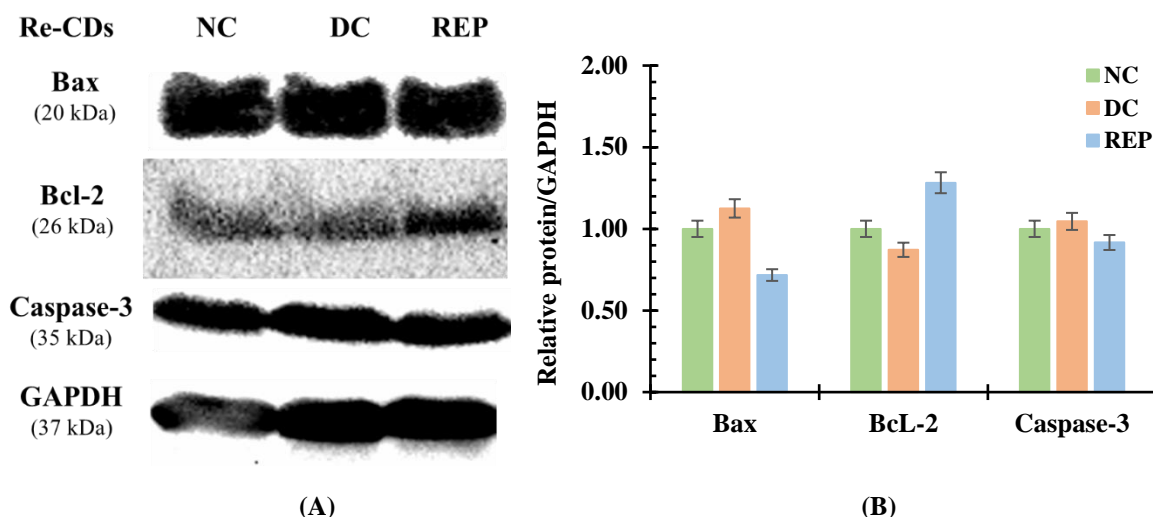 Re-CDs NC DC REP
Bax
(20 kDa)
Bcl-2
(26 kDa)
Caspase-3
(35 kDa)
GAPDH
(37 kDa)
(A)
2.00
1.50
1.00
0.50
0.00
Relative protein/GAPDH
NC
DC
REP
Bax BcL-2 Caspase-3
(B)